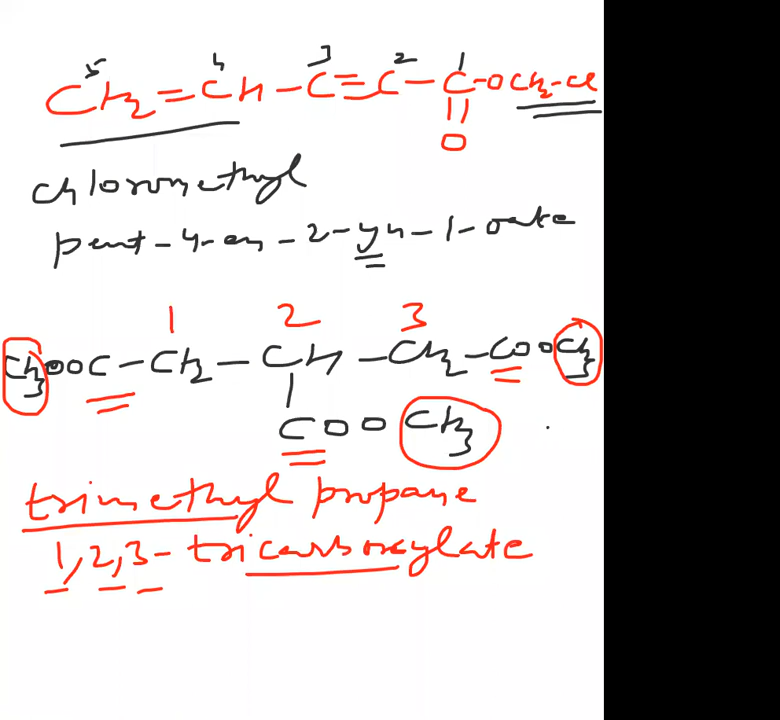 5 4 3 2 1
CH2=CH-C≡C-C-OCH2-Cl
O
chloromethyl
pent-4-en-2-yn-1-oate
1 2 3
CH3OOC-CH2-CH-CH2-COOCH3
COOCH3
trimethyl propane
1,2,3-tricarboxylate